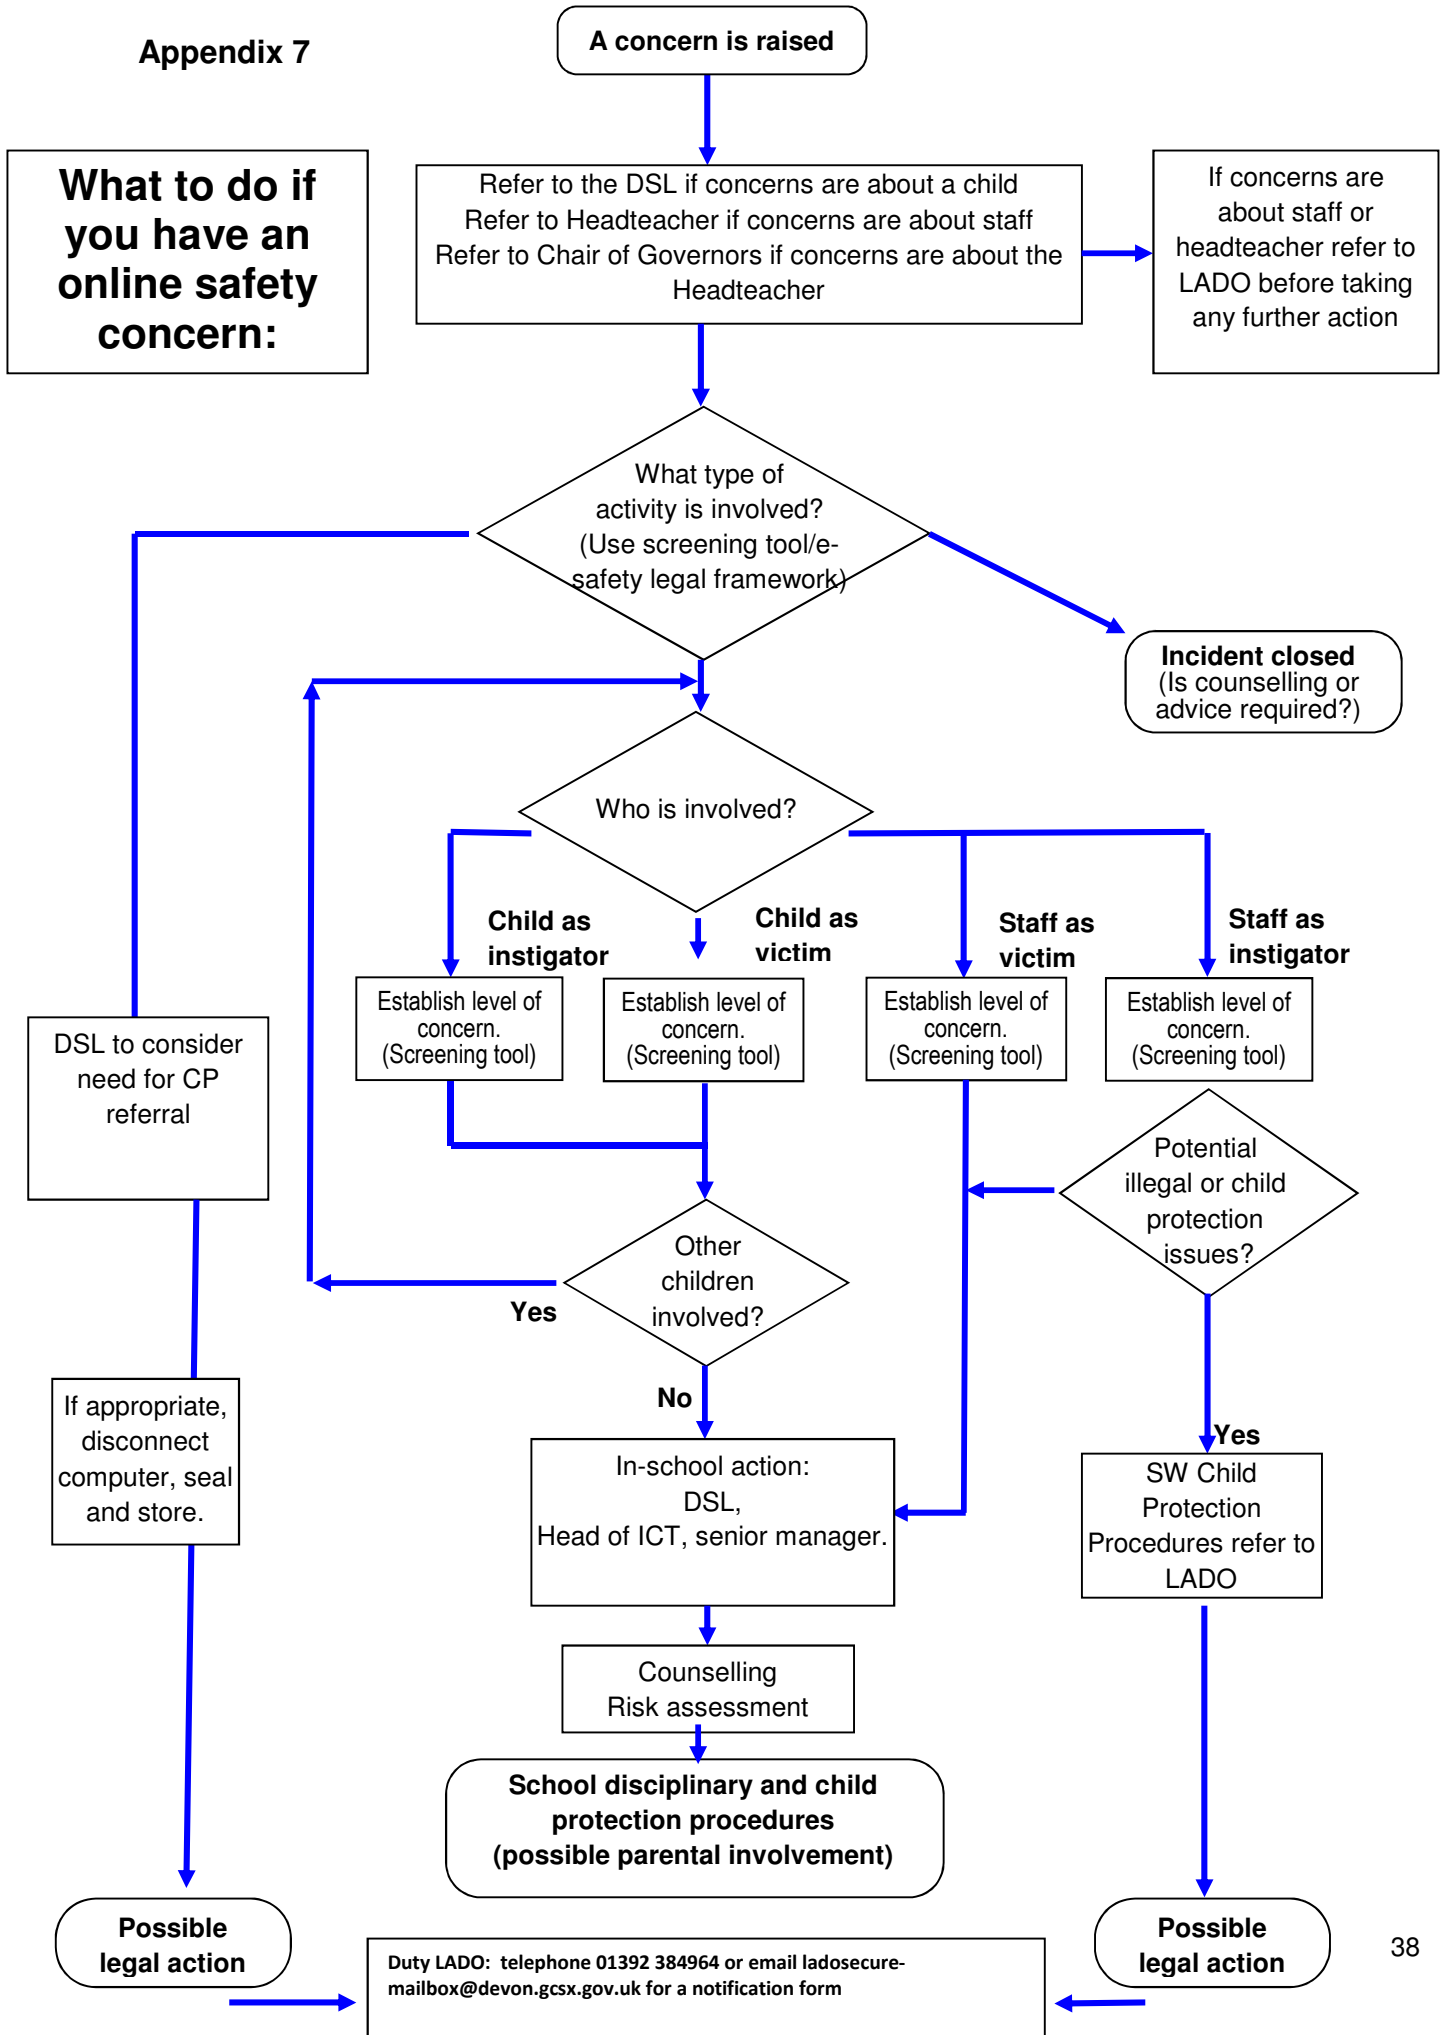 Appendix 7
A concern is raised
What to do if
you have an
online safety
concern:
Refer to the DSL if concerns are about a child
Refer to Headteacher if concerns are about staff
Refer to Chair of Governors if concerns are about the
Headteacher
If concerns are
about staff or
headteacher refer to
LADO before taking
any further action
What type of
activity is involved?
(Use screening tool/e-
safety legal framework)
Incident closed
(Is counselling or
advice required?)
Who is involved?
Child as
instigator
Child as
victim
Staff as
victim
Staff as
instigator
Establish level of
concern.
(Screening tool)
Establish level of
concern.
(Screening tool)
Establish level of
concern.
(Screening tool)
Establish level of
concern.
(Screening tool)
DSL to consider
need for CP
referral
Potential
illegal or child
protection
issues?
Other
children
involved?
Yes
No
If appropriate,
disconnect
computer, seal
and store.
In-school action:
DSL,
Head of ICT, senior manager.
Yes
SW Child
Protection
Procedures refer to
LADO
Counselling
Risk assessment
School disciplinary and child
protection procedures
(possible parental involvement)
Possible
legal action
Possible
legal action
Duty LADO: telephone 01392 384964 or email ladosecure-
mailbox@devon.gcsx.gov.uk for a notification form
38